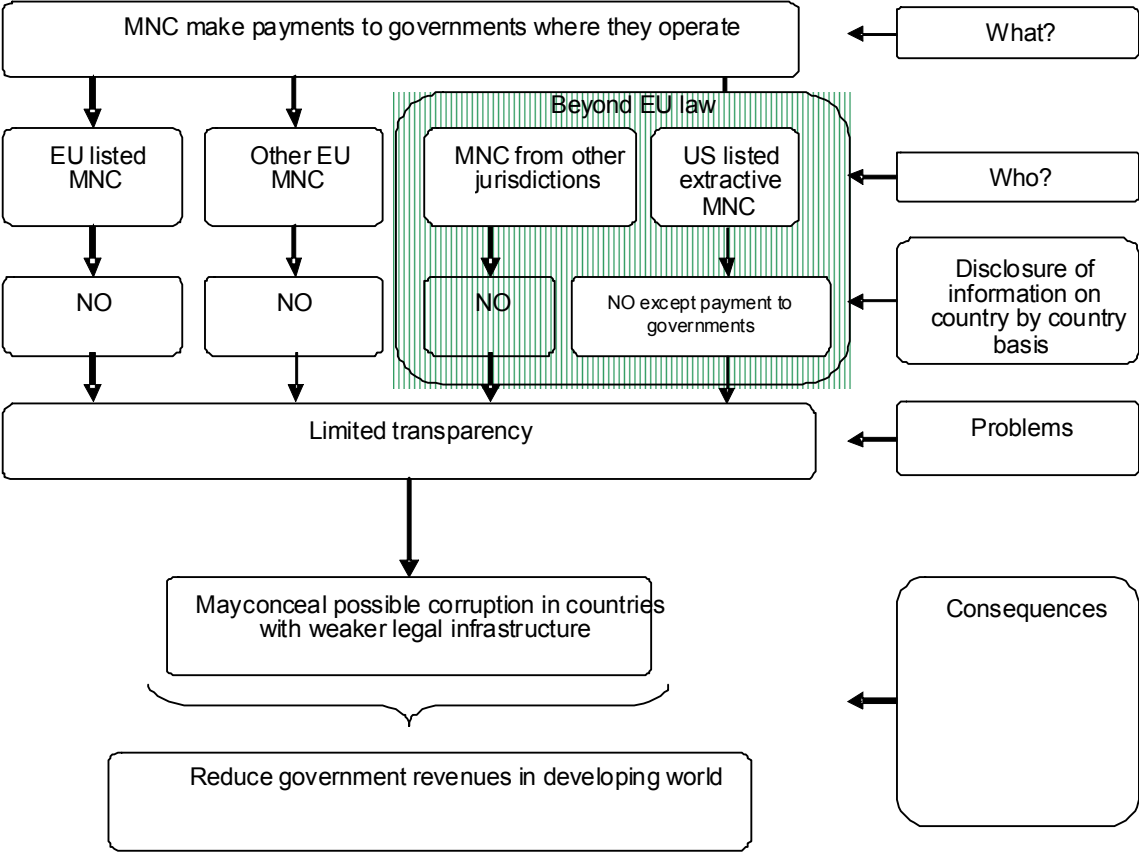 MNC make payments to governments where they operate
What?
Beyond EU law
EU listed
MNC
Other EU
MNC
MNC from other
jurisdictions
US listed
extractive
MNC
Who?
NO
NO
NO
NO except payment to
governments
Disclosure of
information on
country by country
basis
Limited transparency
Problems
Mayconceal possible corruption in countries
with weaker legal infrastructure
Consequences
Reduce government revenues in developing world